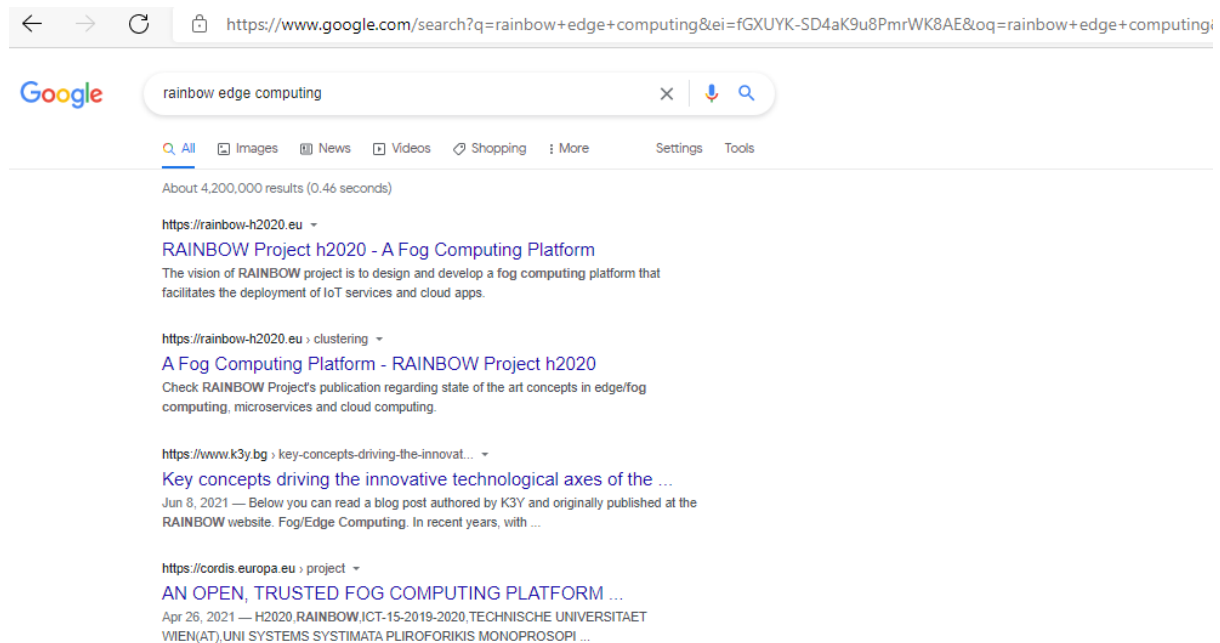 https://www.google.com/search?q=rainbow+edge+computing&ei=fGXUYK-SD4aK9u8PmrWK8AE&oq=rainbow+edge+computing&
Google
rainbow edge computing
All Images News Videos Shopping More Settings Tools
About 4,200,000 results (0.46 seconds)
https://rainbow-h2020.eu
RAINBOW Project h2020 - A Fog Computing Platform
The vision of RAINBOW project is to design and develop a fog computing platform that
facilitates the deployment of IoT services and cloud apps.
https://rainbow-h2020.eu › clustering
A Fog Computing Platform - RAINBOW Project h2020
Check RAINBOW Project's publication regarding state of the art concepts in edge/fog
computing, microservices and cloud computing.
https://www.k3y.bg › key-concepts-driving-the-innovat...
Key concepts driving the innovative technological axes of the ...
Jun 8, 2021 — Below you can read a blog post authored by K3Y and originally published at the
RAINBOW website. Fog/Edge Computing. In recent years, with ...
https://cordis.europa.eu › project
AN OPEN, TRUSTED FOG COMPUTING PLATFORM ...
Apr 26, 2021 — H2020,RAINBOW,ICT-15-2019-2020,TECHNISCHE UNIVERSITAET
WIEN(AT),UNI SYSTEMS SYSTIMATA PLIROFORIKIS MONOPROSOPI ...